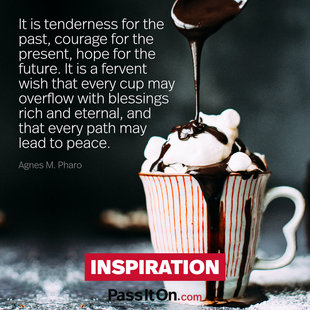 It is tenderness for the
past, courage for the
present, hope for the
future. It is a fervent
wish that every cup may
overflow with blessings
rich and eternal, and
that every path may
lead to peace.
Agnes M. Pharo
INSPIRATION
PassItOn.com